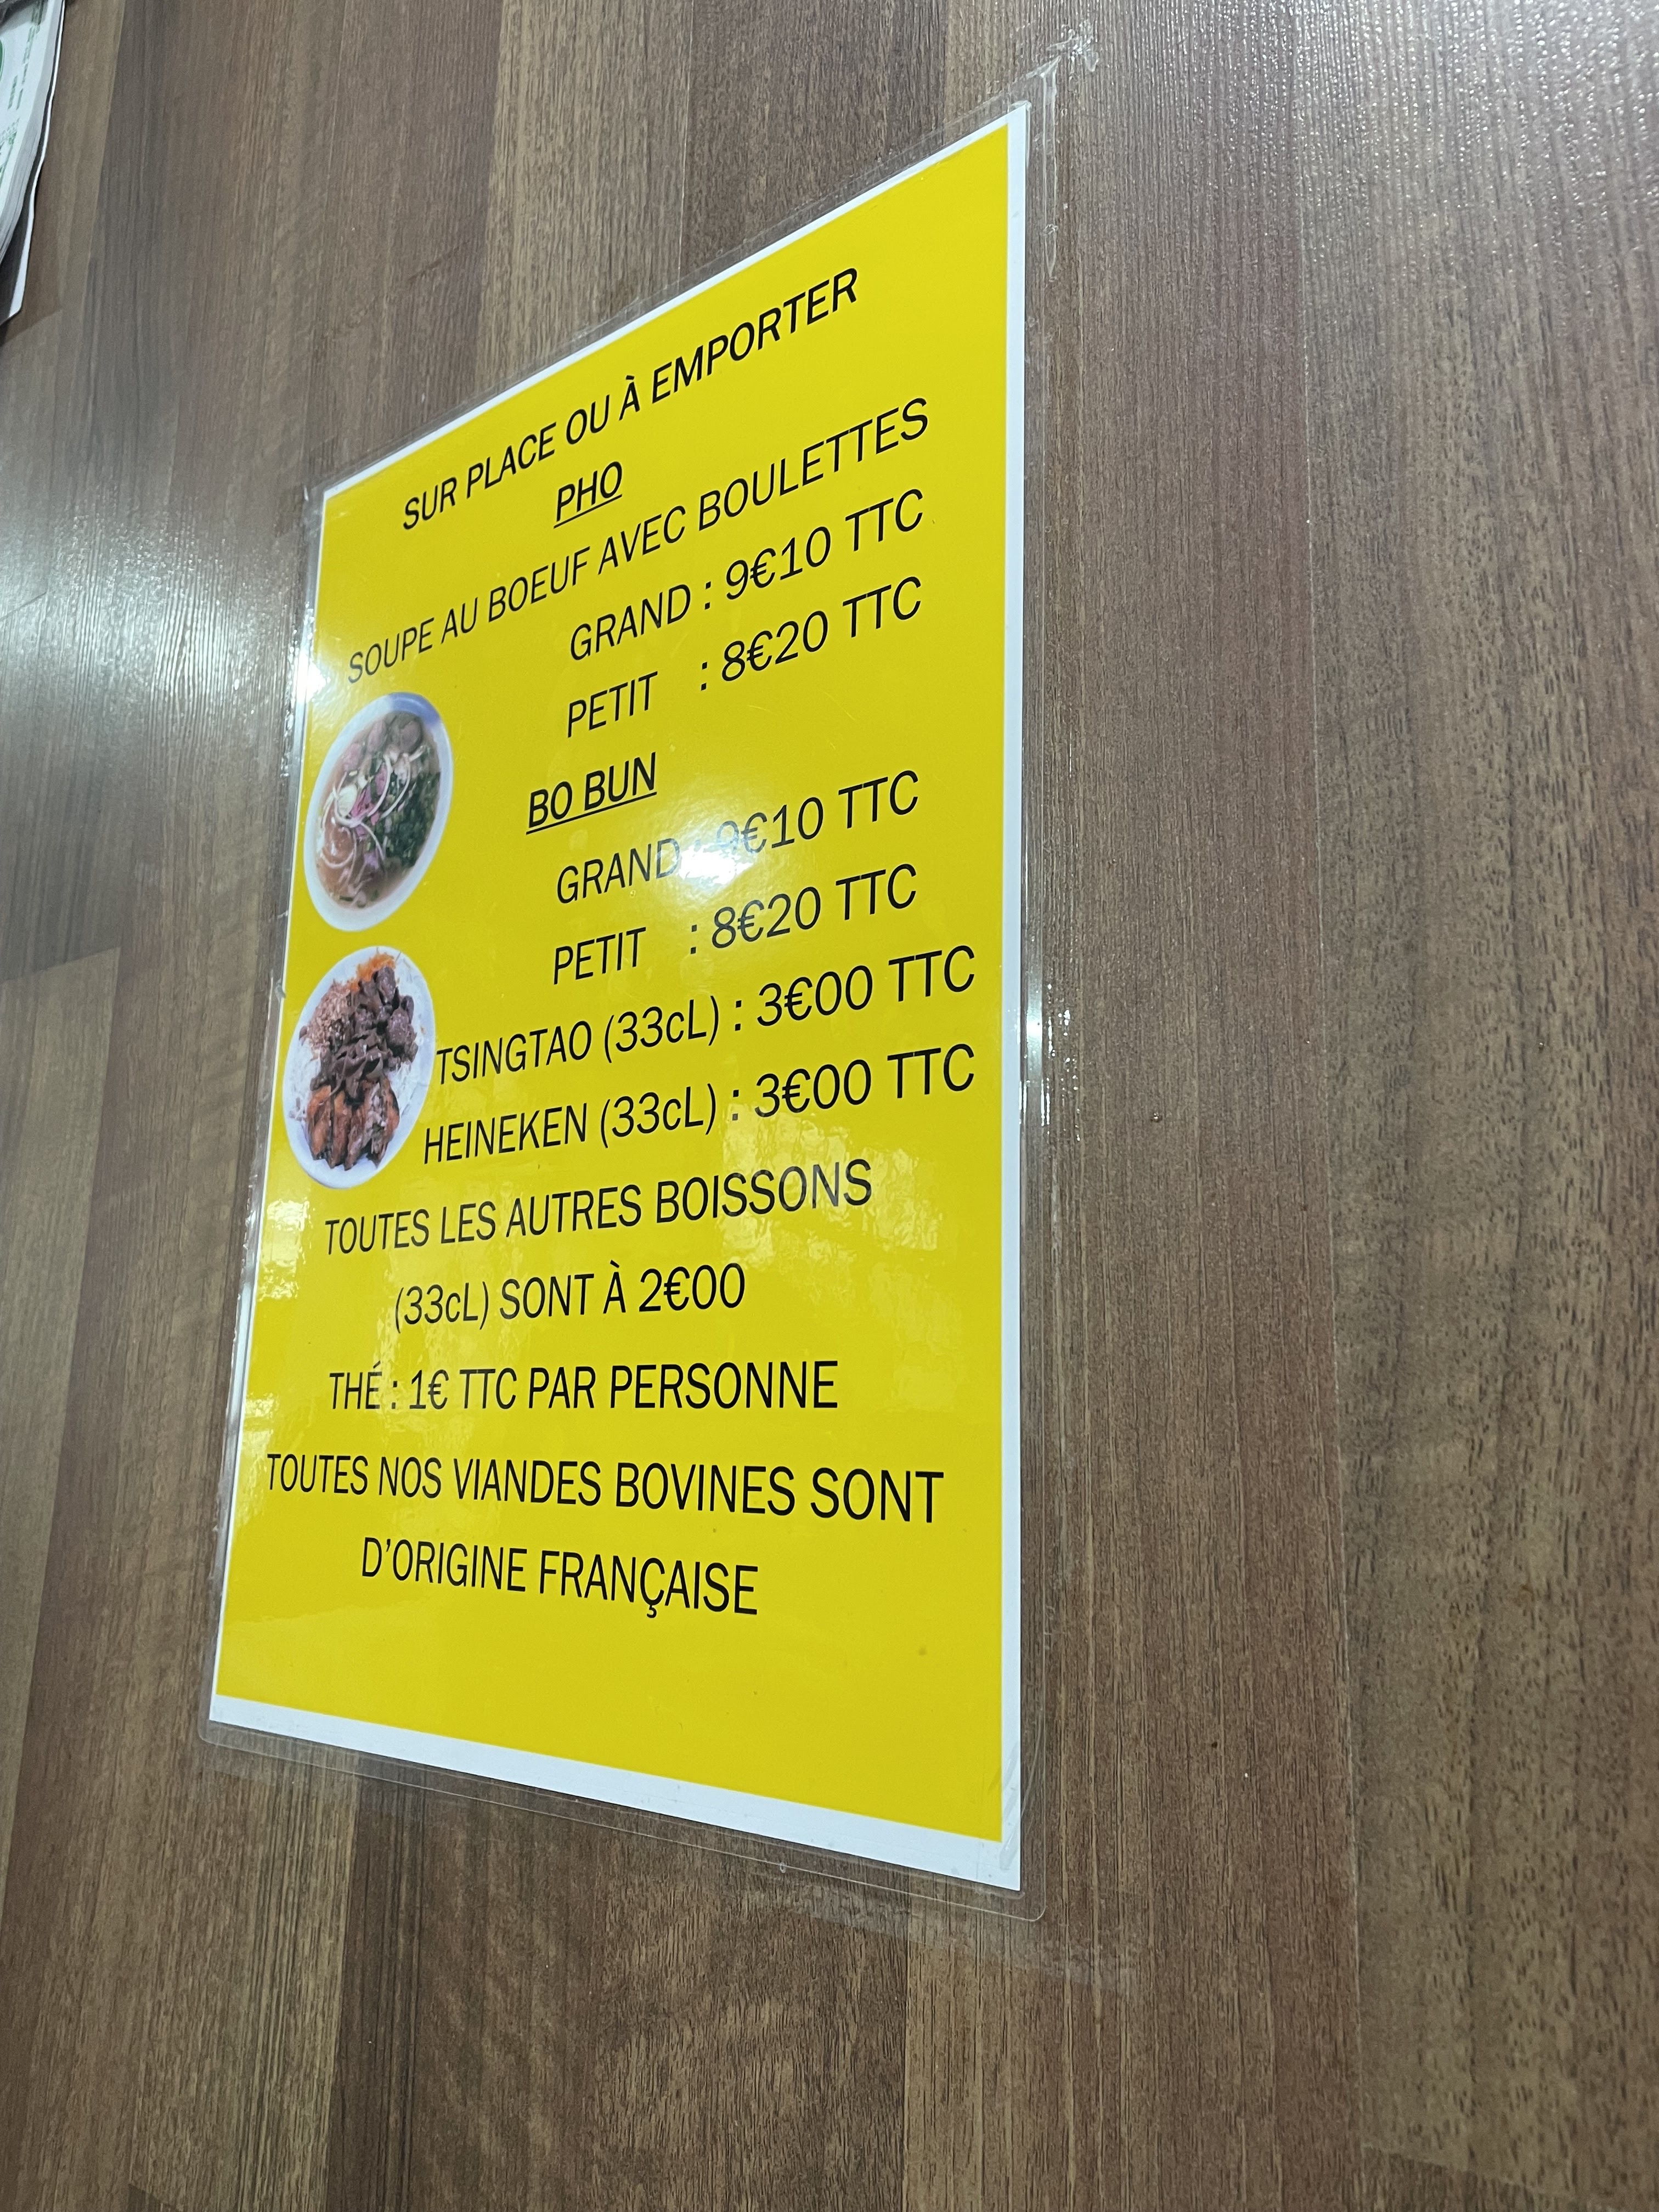 SUR PLACE OU À EMPORTER
PHO
SOUPE AU BOEUF AVEC BOULETTES
GRAND : 9€10 TTC
PETIT : 8€20 TTC
BO BUN
GRAND : 9€10 TTC
PETIT : 8€20 TTC
TSINGTAO (33cL) : 3€00 TTC
HEINEKEN (33cL) : 3€00 TTC
TOUTES LES AUTRES BOISSONS
(33cL) SONT À 2€00
THÉ : 1€ TTC PAR PERSONNE
TOUTES NOS VIANDES BOVINES SONT
D'ORIGINE FRANÇAISE